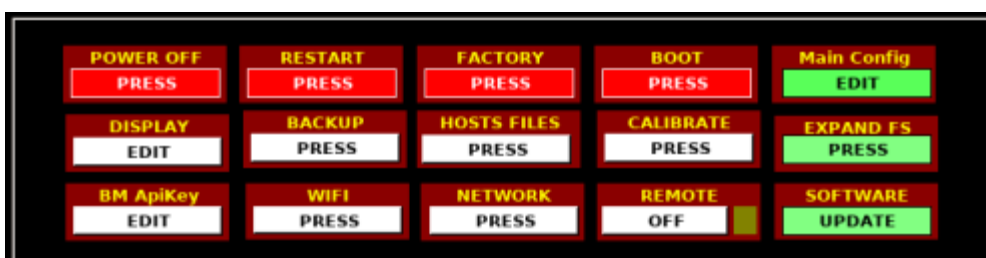 POWER OFF RESTART FACTORY BOOT Main Config
PRESS PRESS PRESS PRESS EDIT
DISPLAY BACKUP HOSTS FILES CALIBRATE EXPAND FS
EDIT PRESS PRESS PRESS PRESS
BM ApiKey WIFI NETWORK REMOTE SOFTWARE
EDIT PRESS PRESS OFF UPDATE